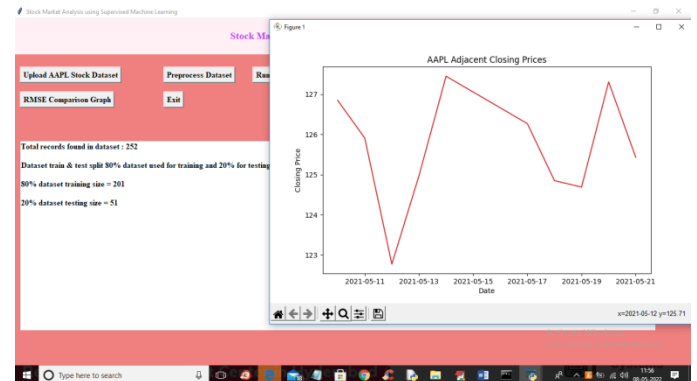 Stock Market Analysis using Supervised Machine Learning
Stock Ma
Upload AAPL Stock Dataset
Preprocess Dataset
Run
RMSE Comparison Graph
Exit
Total records found in dataset : 252
Dataset train & test split 80% dataset used for training and 20% for testing
80% dataset training size = 201
20% dataset testing size = 51
Figure 1
AAPL Adjacent Closing Prices
Closing Price
127
126
125
124
123
2021-05-11 2021-05-13 2021-05-15 2021-05-17 2021-05-19 2021-05-21
Date
x=2021-05-12 y=125.71
Type here to search
11:56
08-05-2022